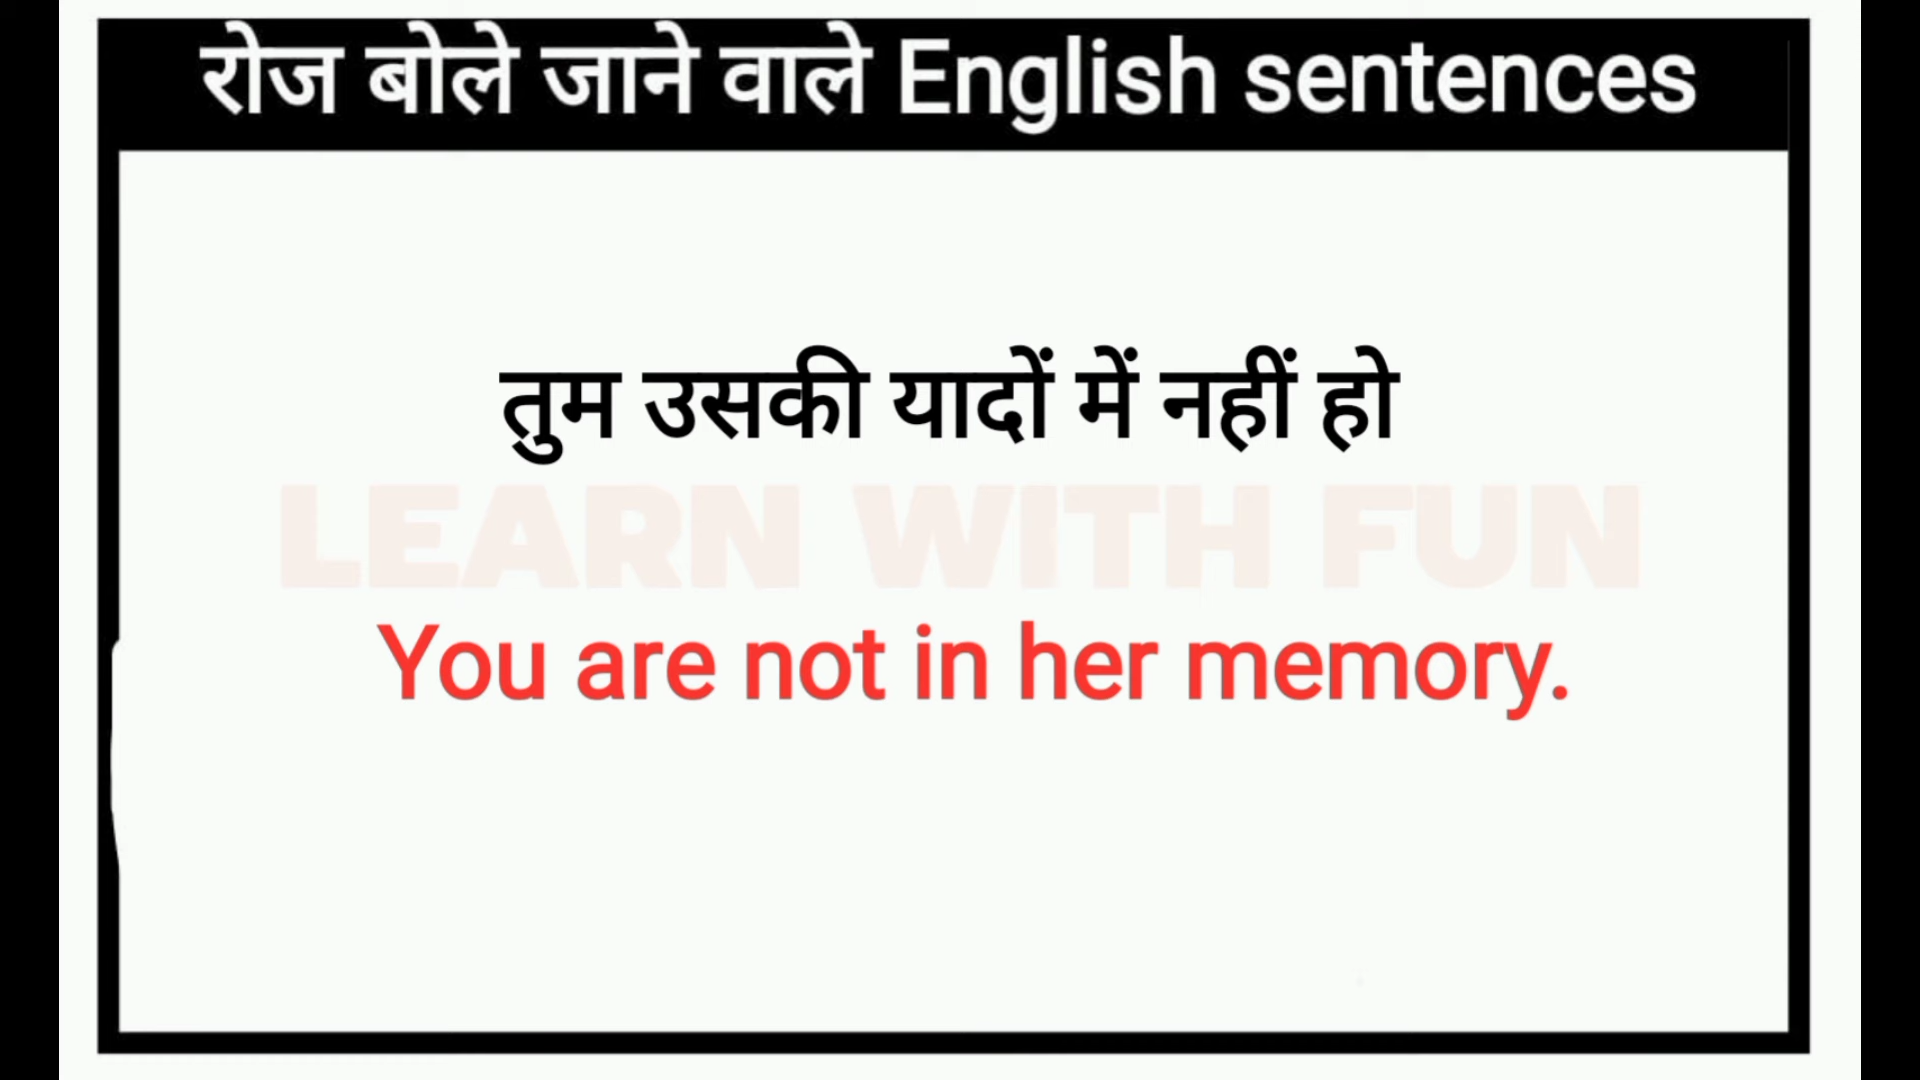 रोज बोले जाने वाले English sentences
तुम उसकी यादों में नहीं हो
LEARN WITH FUN
You are not in her memory.